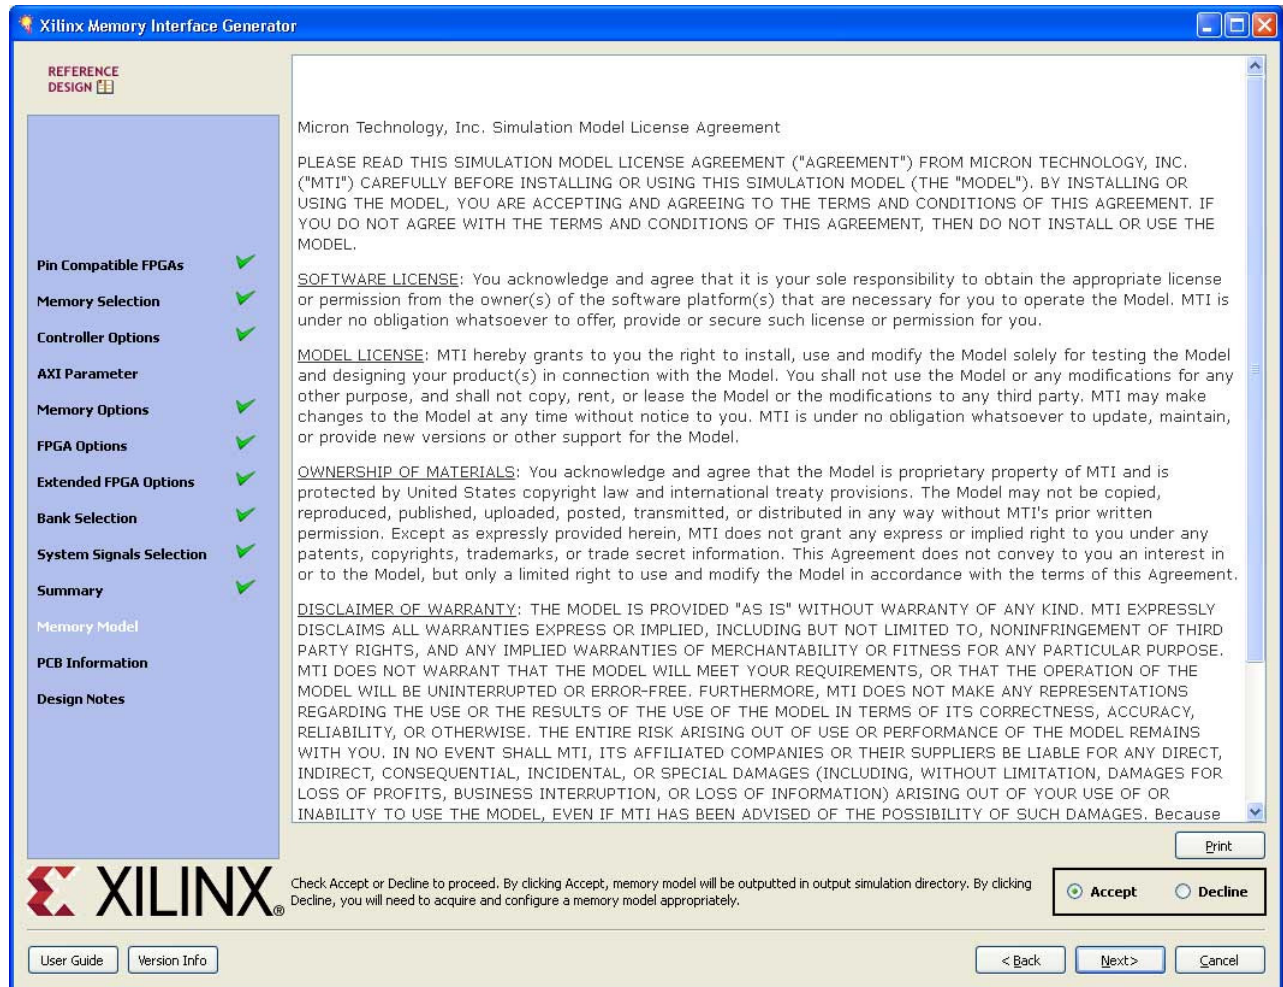 Xilinx Memory Interface Generator
REFERENCE
DESIGN
Pin Compatible FPGAs
Memory Selection
Controller Options
AXI Parameter
Memory Options
FPGA Options
Extended FPGA Options
Bank Selection
System Signals Selection
Summary
Memory Model
PCB Information
Design Notes
Micron Technology, Inc. Simulation Model License Agreement
PLEASE READ THIS SIMULATION MODEL LICENSE AGREEMENT ("AGREEMENT") FROM MICRON TECHNOLOGY, INC.
("MTI") CAREFULLY BEFORE INSTALLING OR USING THIS SIMULATION MODEL (THE "MODEL"). BY INSTALLING OR
USING THE MODEL, YOU ARE ACCEPTING AND AGREEING TO THE TERMS AND CONDITIONS OF THIS AGREEMENT. IF
YOU DO NOT AGREE WITH THE TERMS AND CONDITIONS OF THIS AGREEMENT, THEN DO NOT INSTALL OR USE THE
MODEL.
SOFTWARE LICENSE: You acknowledge and agree that it is your sole responsibility to obtain the appropriate license
or permission from the owner(s) of the software platform(s) that are necessary for you to operate the Model. MTI is
under no obligation whatsoever to offer, provide or secure such license or permission for you.
MODEL LICENSE: MTI hereby grants to you the right to install, use and modify the Model solely for testing the Model
and designing your product(s) in connection with the Model. You shall not use the Model or any modifications for any
other purpose, and shall not copy, rent, or lease the Model or the modifications to any third party. MTI may make
changes to the Model at any time without notice to you. MTI is under no obligation whatsoever to update, maintain,
or provide new versions or other support for the Model.
OWNERSHIP OF MATERIALS: You acknowledge and agree that the Model is proprietary property of MTI and is
protected by United States copyright law and international treaty provisions. The Model may not be copied,
reproduced, published, uploaded, posted, transmitted, or distributed in any way without MTI's prior written
permission. Except as expressly provided herein, MTI does not grant any express or implied right to you under any
patents, copyrights, trademarks, or trade secret information. This Agreement does not convey to you an interest in
or to the Model, but only a limited right to use and modify the Model in accordance with the terms of this Agreement.
DISCLAIMER OF WARRANTY: THE MODEL IS PROVIDED "AS IS" WITHOUT WARRANTY OF ANY KIND. MTI EXPRESSLY
DISCLAIMS ALL WARRANTIES EXPRESS OR IMPLIED, INCLUDING BUT NOT LIMITED TO, NONINFRINGEMENT OF THIRD
PARTY RIGHTS, AND ANY IMPLIED WARRANTIES OF MERCHANTABILITY OR FITNESS FOR ANY PARTICULAR PURPOSE.
MTI DOES NOT WARRANT THAT THE MODEL WILL MEET YOUR REQUIREMENTS, OR THAT THE OPERATION OF THE
MODEL WILL BE UNINTERRUPTED OR ERROR-FREE. FURTHERMORE, MTI DOES NOT MAKE ANY REPRESENTATIONS
REGARDING THE USE OR THE RESULTS OF THE USE OF THE MODEL IN TERMS OF ITS CORRECTNESS, ACCURACY,
RELIABILITY, OR OTHERWISE. THE ENTIRE RISK ARISING OUT OF USE OR PERFORMANCE OF THE MODEL REMAINS
WITH YOU. IN NO EVENT SHALL MTI, ITS AFFILIATED COMPANIES OR THEIR SUPPLIERS BE LIABLE FOR ANY DIRECT,
INDIRECT, CONSEQUENTIAL, INCIDENTAL, OR SPECIAL DAMAGES (INCLUDING, WITHOUT LIMITATION, DAMAGES FOR
LOSS OF PROFITS, BUSINESS INTERRUPTION, OR LOSS OF INFORMATION) ARISING OUT OF YOUR USE OF OR
INABILITY TO USE THE MODEL, EVEN IF MTI HAS BEEN ADVISED OF THE POSSIBILITY OF SUCH DAMAGES. Because
Print
XILINX®
Check Accept or Decline to proceed. By clicking Accept, memory model will be outputted in output simulation directory. By clicking
Decline, you will need to acquire and configure a memory model appropriately.
Accept
Decline
User Guide
Version Info
< Back
Next>
Cancel